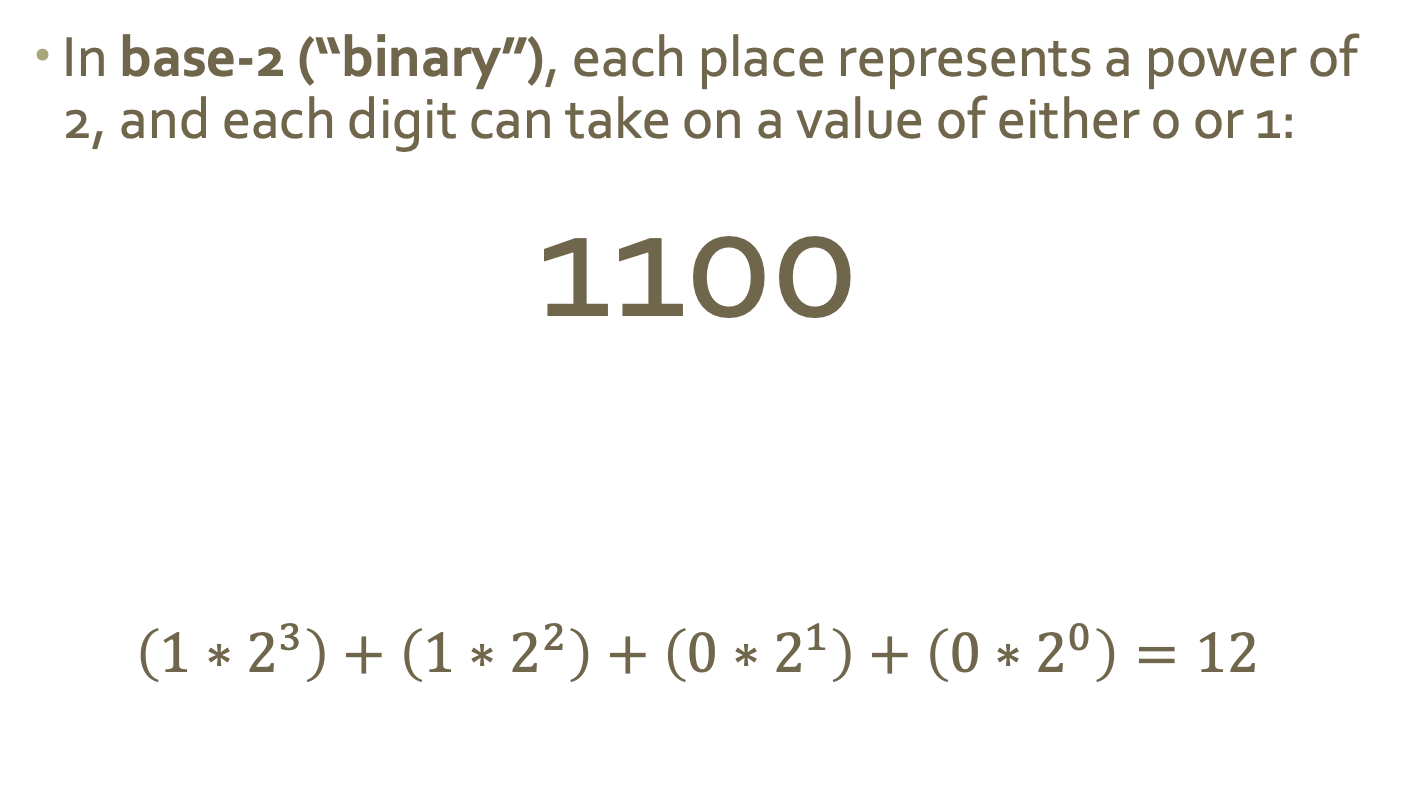 • In base-2 (“binary”), each place represents a power of
2, and each digit can take on a value of either 0 or 1:
1100
(1 ∗ 2³) + (1 ∗ 2²) + (0 ∗ 2¹) + (0 ∗ 2⁰) = 12